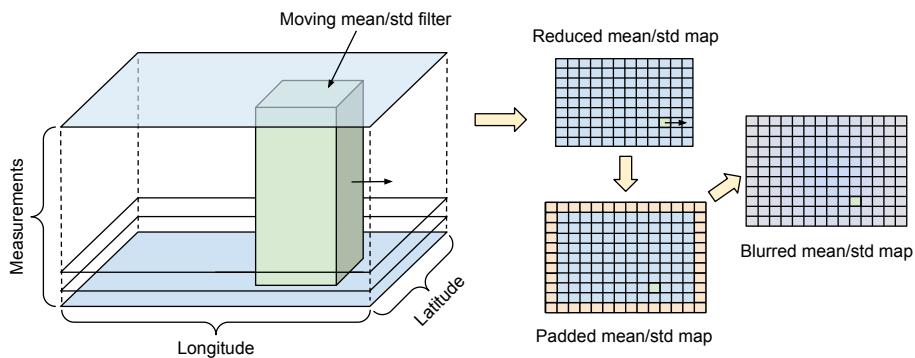 Moving mean/std filter
Reduced mean/std map
Measurements
Blurred mean/std map
Latitude
Padded mean/std map
Longitude